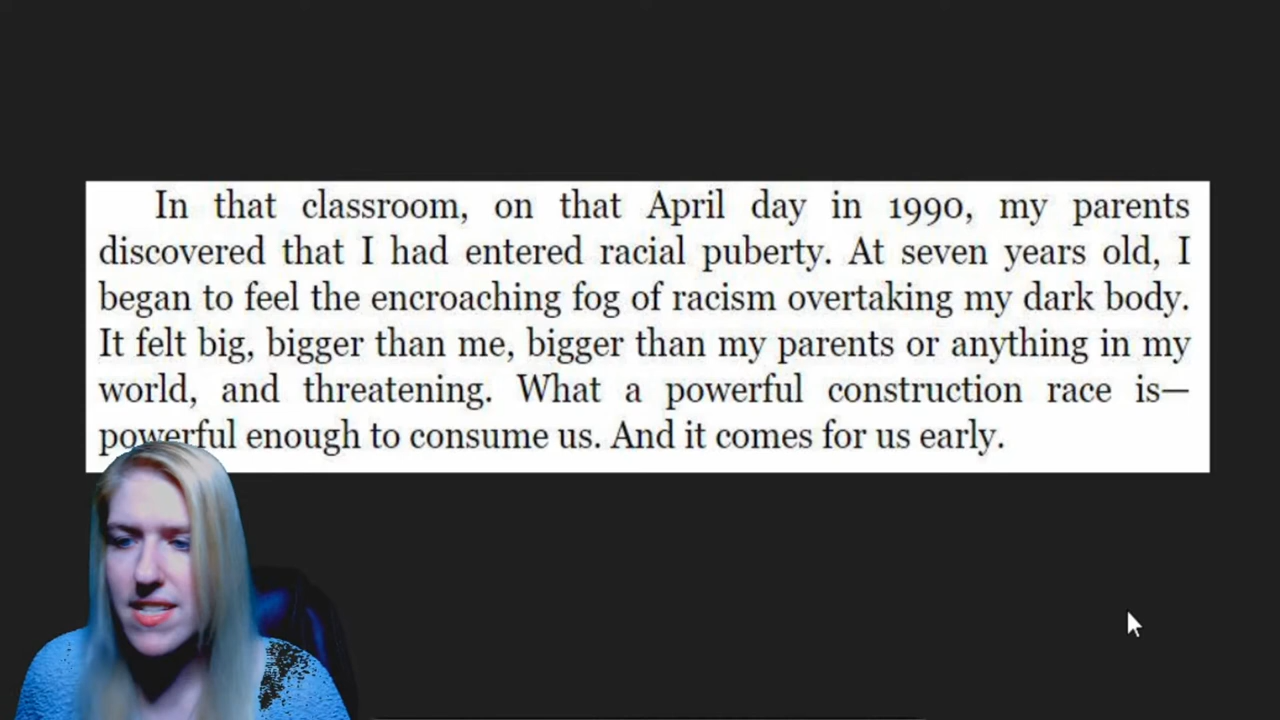 In that classroom, on that April day in 1990, my parents
discovered that I had entered racial puberty. At seven years old, I
began to feel the encroaching fog of racism overtaking my dark body.
It felt big, bigger than me, bigger than my parents or anything in my
world, and threatening. What a powerful construction race is—
powerful enough to consume us. And it comes for us early.